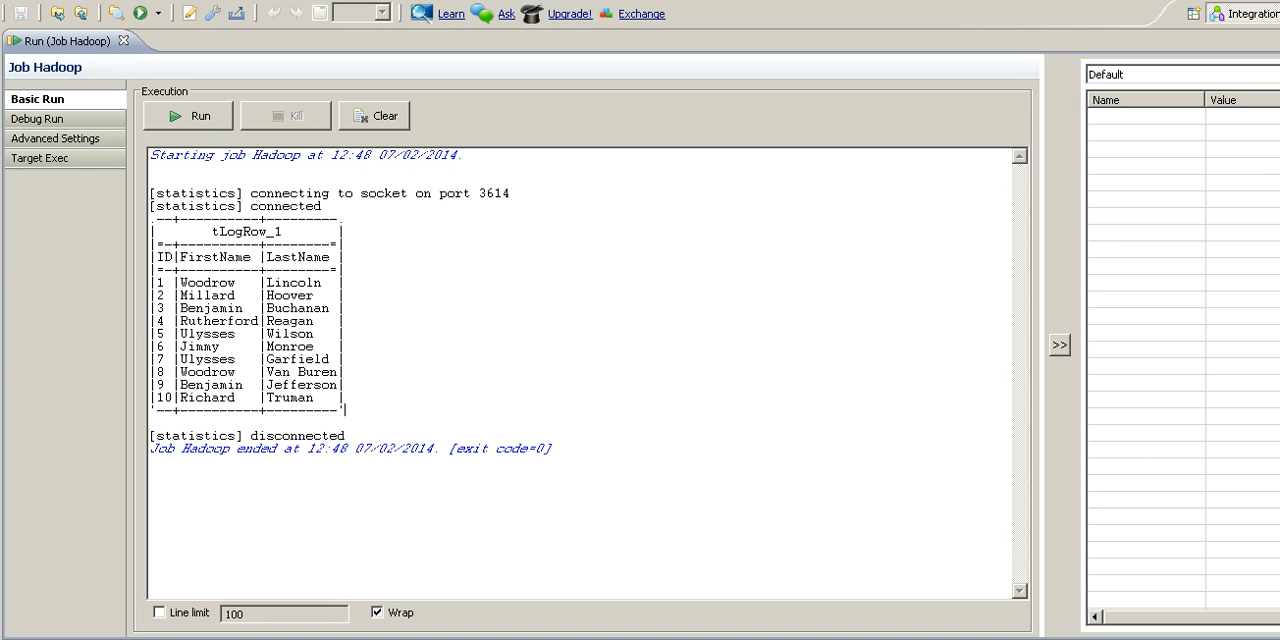 Learn Ask Upgrade! Exchange Integration
Run (Job Hadoop)
Job Hadoop
Basic Run
Debug Run
Advanced Settings
Target Exec
Execution
Run Kill Clear
Starting job Hadoop at 12:48 07/02/2014.
[statistics] connecting to socket on port 3614
[statistics] connected
.--+-----------+---------.
| tLogRow_1 |
|=-+-----------+--------=|
|ID|FirstName |LastName |
|=-+-----------+--------=|
|1 |Woodrow |Lincoln |
|2 |Millard |Hoover |
|3 |Benjamin |Buchanan |
|4 |Rutherford|Reagan |
|5 |Ulysses |Wilson |
|6 |Jimmy |Monroe |
|7 |Ulysses |Garfield |
|8 |Woodrow |Van Buren|
|9 |Benjamin |Jefferson|
|10|Richard |Truman |
'--+-----------+---------'
[statistics] disconnected
Job Hadoop ended at 12:48 07/02/2014. [exit code=0]
Line limit 100 Wrap
>>
Default
Name Value